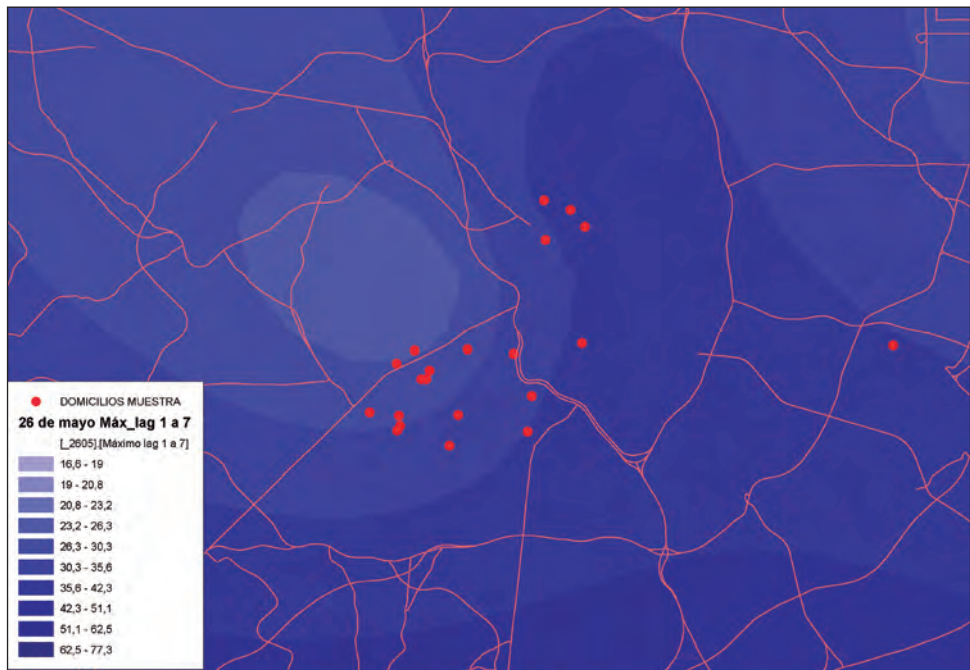 DOMICILIOS MUESTRA
26 de mayo Máx_lag 1 a 7
[_2605].[Máximo lag 1 a 7]
16,6 - 19
19 - 20,8
20,8 - 23,2
23,2 - 26,3
26,3 - 30,3
30,3 - 35,6
35,6 - 42,3
42,3 - 51,1
51,1 - 62,5
62,5 - 77,3